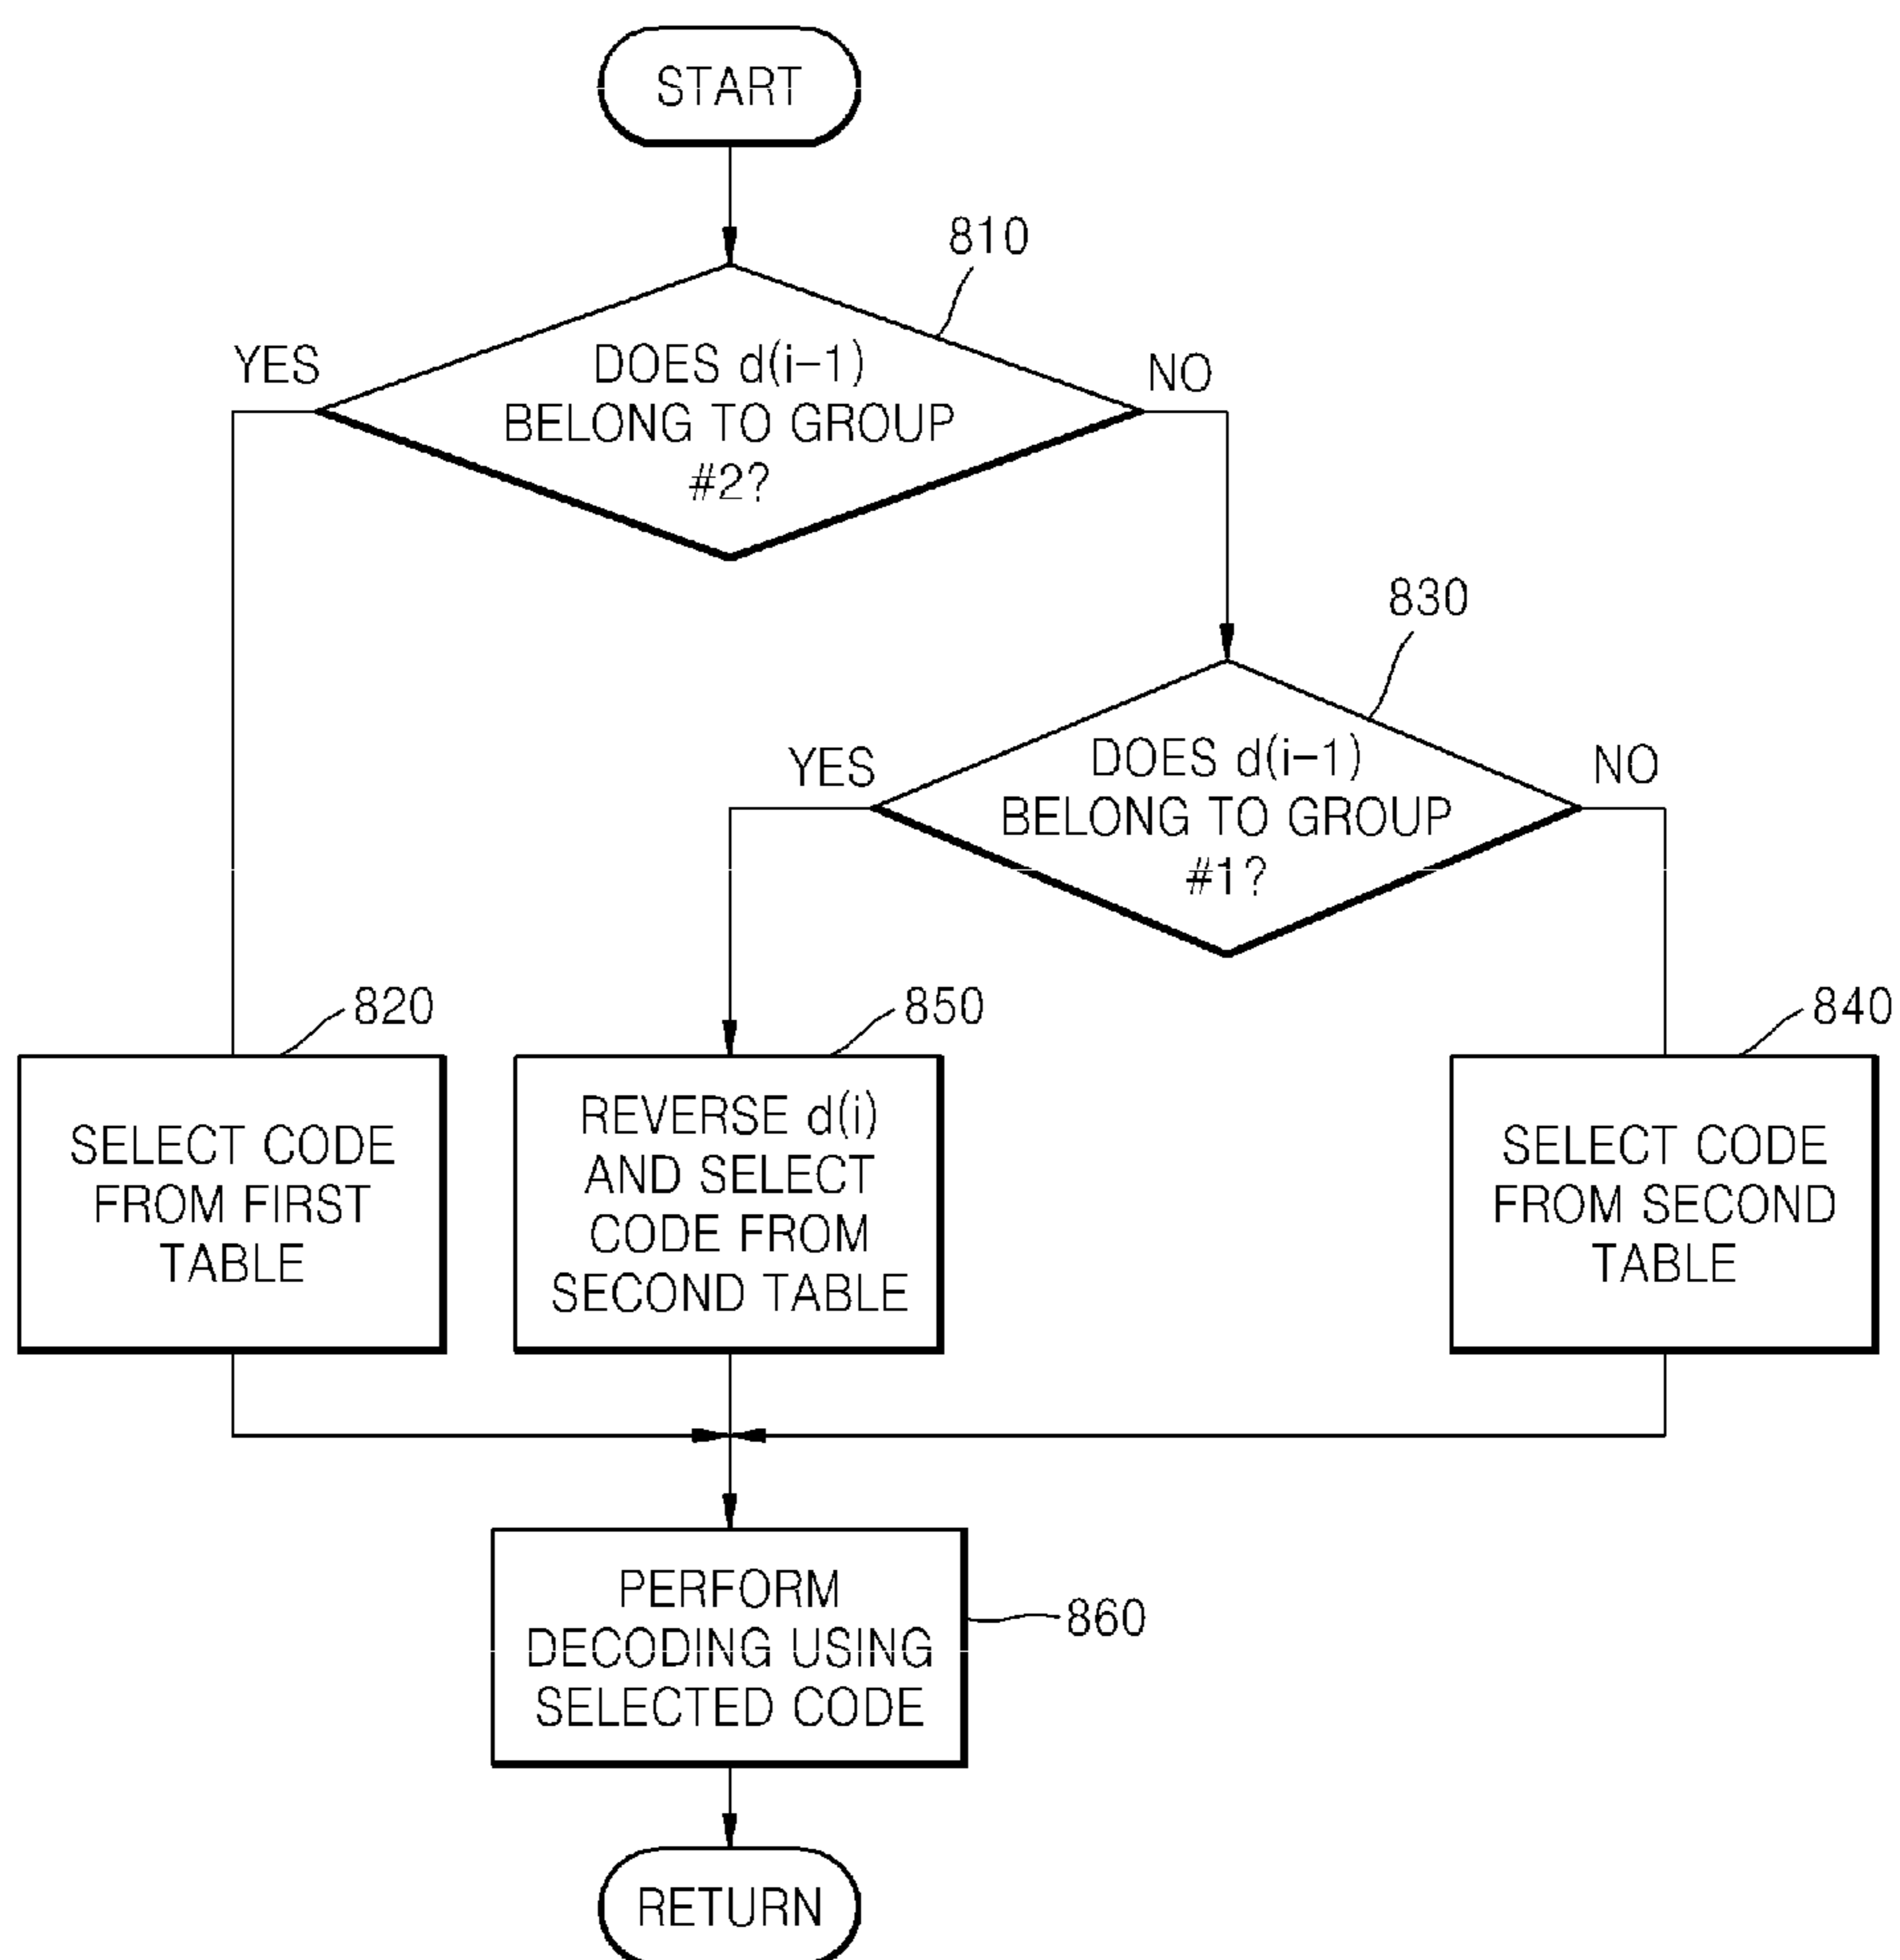 START
810
YES
DOES d(i-1)
BELONG TO GROUP
#2?
NO
830
YES
DOES d(i-1)
BELONG TO GROUP
#1?
NO
820
850
840
SELECT CODE
FROM FIRST
TABLE
REVERSE d(i)
AND SELECT
CODE FROM
SECOND TABLE
SELECT CODE
FROM SECOND
TABLE
PERFORM
DECODING USING
SELECTED CODE
860
RETURN